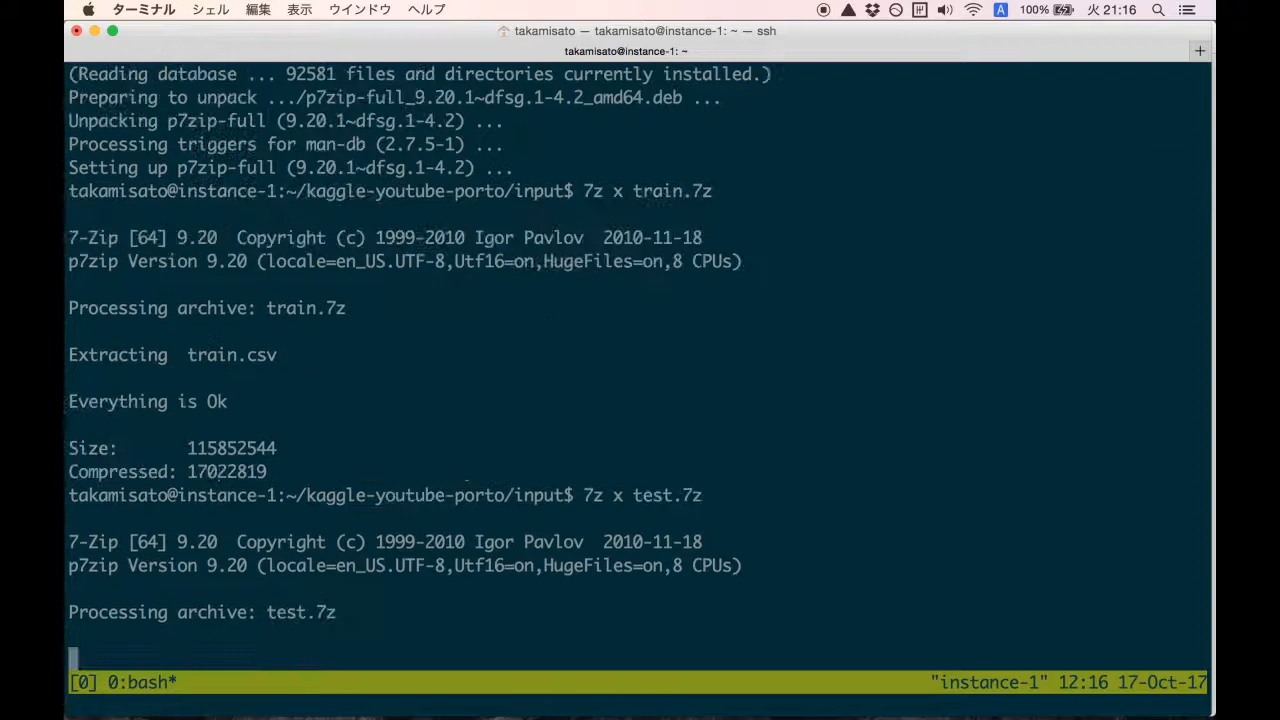 ターミナル シェル 編集 表示 ウインドウ ヘルプ A 100% 火 21:16
takamisato — takamisato@instance-1: ~ — ssh
takamisato@instance-1: ~ +
(Reading database ... 92581 files and directories currently installed.)
Preparing to unpack .../p7zip-full_9.20.1~dfsg.1-4.2_amd64.deb ...
Unpacking p7zip-full (9.20.1~dfsg.1-4.2) ...
Processing triggers for man-db (2.7.5-1) ...
Setting up p7zip-full (9.20.1~dfsg.1-4.2) ...
takamisato@instance-1:~/kaggle-youtube-porto/input$ 7z x train.7z
7-Zip [64] 9.20  Copyright (c) 1999-2010 Igor Pavlov  2010-11-18
p7zip Version 9.20 (locale=en_US.UTF-8,Utf16=on,HugeFiles=on,8 CPUs)
Processing archive: train.7z
Extracting  train.csv
Everything is Ok
Size:       115852544
Compressed: 17022819
takamisato@instance-1:~/kaggle-youtube-porto/input$ 7z x test.7z
7-Zip [64] 9.20  Copyright (c) 1999-2010 Igor Pavlov  2010-11-18
p7zip Version 9.20 (locale=en_US.UTF-8,Utf16=on,HugeFiles=on,8 CPUs)
Processing archive: test.7z
[0] 0:bash* "instance-1" 12:16 17-Oct-17